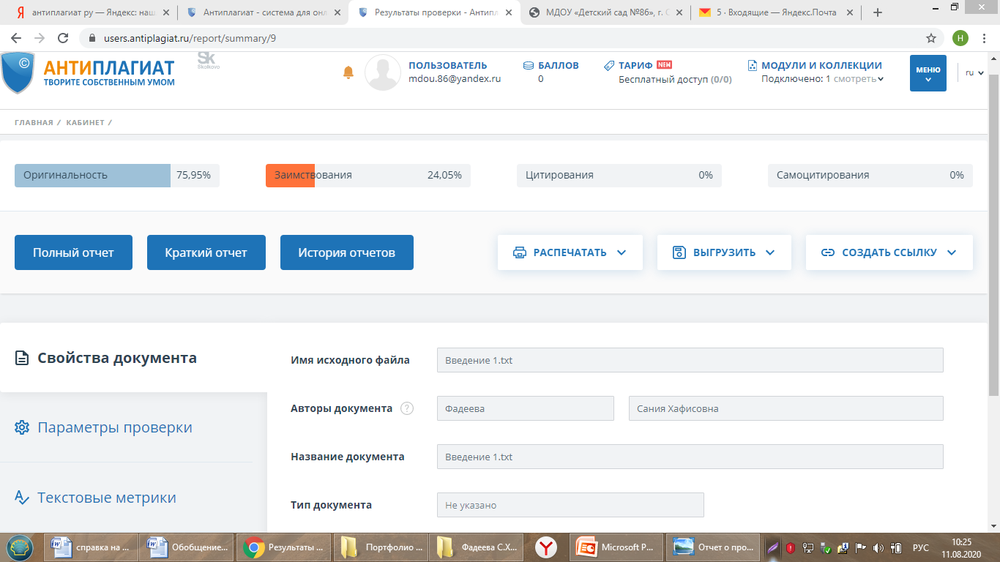 антиплагиат ру — Яндекс: наш
Антиплагиат - система для онл
Результаты проверки - Антипл
МДОУ «Детский сад №86», г. С
5 · Входящие — Яндекс.Почта
users.antiplagiat.ru/report/summary/9
Н
АНТИПЛАГИАТ
ТВОРИТЕ СОБСТВЕННЫМ УМОМ
Sk
Skolkovo
ПОЛЬЗОВАТЕЛЬ
mdou.86@yandex.ru
БАЛЛОВ
0
ТАРИФ NEW
Бесплатный доступ (0/0)
МОДУЛИ И КОЛЛЕКЦИИ
Подключено: 1 смотреть
МЕНЮ
ru
ГЛАВНАЯ / КАБИНЕТ /
Оригинальность 75,95%
Заимствования 24,05%
Цитирования 0%
Самоцитирования 0%
Полный отчет
Краткий отчет
История отчетов
РАСПЕЧАТАТЬ
ВЫГРУЗИТЬ
СОЗДАТЬ ССЫЛКУ
Свойства документа
Параметры проверки
Текстовые метрики
Имя исходного файла Введение 1.txt
Авторы документа ? Фадеева Сания Хафисовна
Название документа Введение 1.txt
Тип документа Не указано
справка на ...
Обобщение...
Результаты ...
Портфолио ...
Фадеева С.Х...
Microsoft P...
Отчет о про...
РУС
10:25
11.08.2020